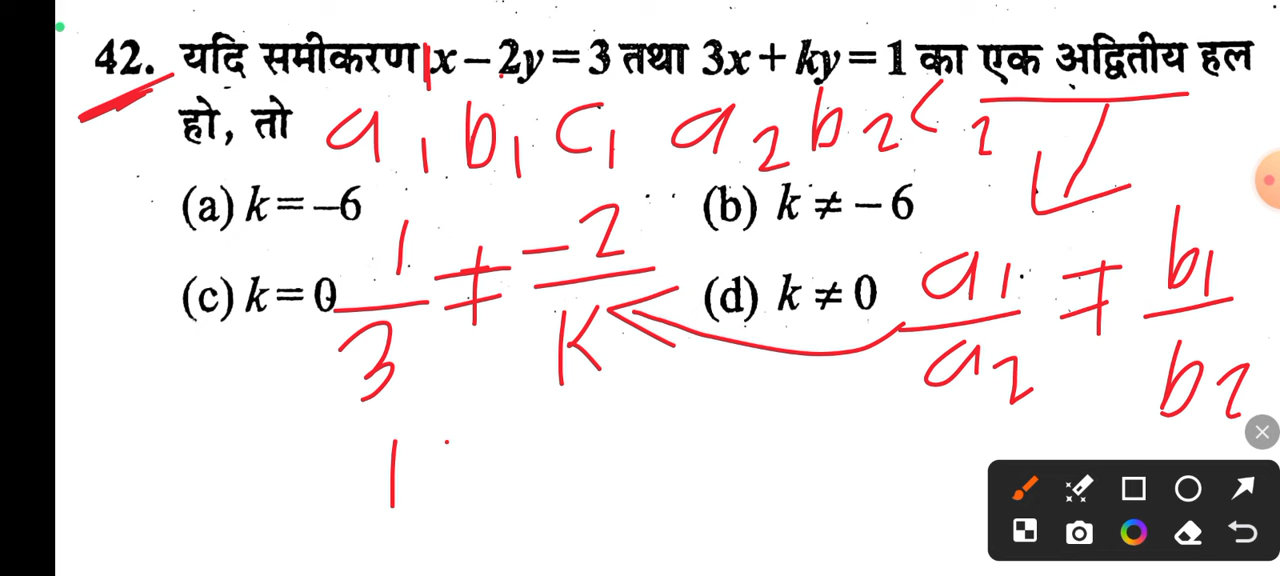 42. यदि समीकरण 1x – 2y = 3 तथा 3x + ky = 1 का एक अद्वितीय हल
हो, तो a₁ b₁ c₁ a₂ b₂ c₂
(a) k = –6 (b) k ≠ – 6
(c) k = 0 (d) k ≠ 0
1/3 ≠ -2/K a₁/a₂ ≠ b₁/b₂
1